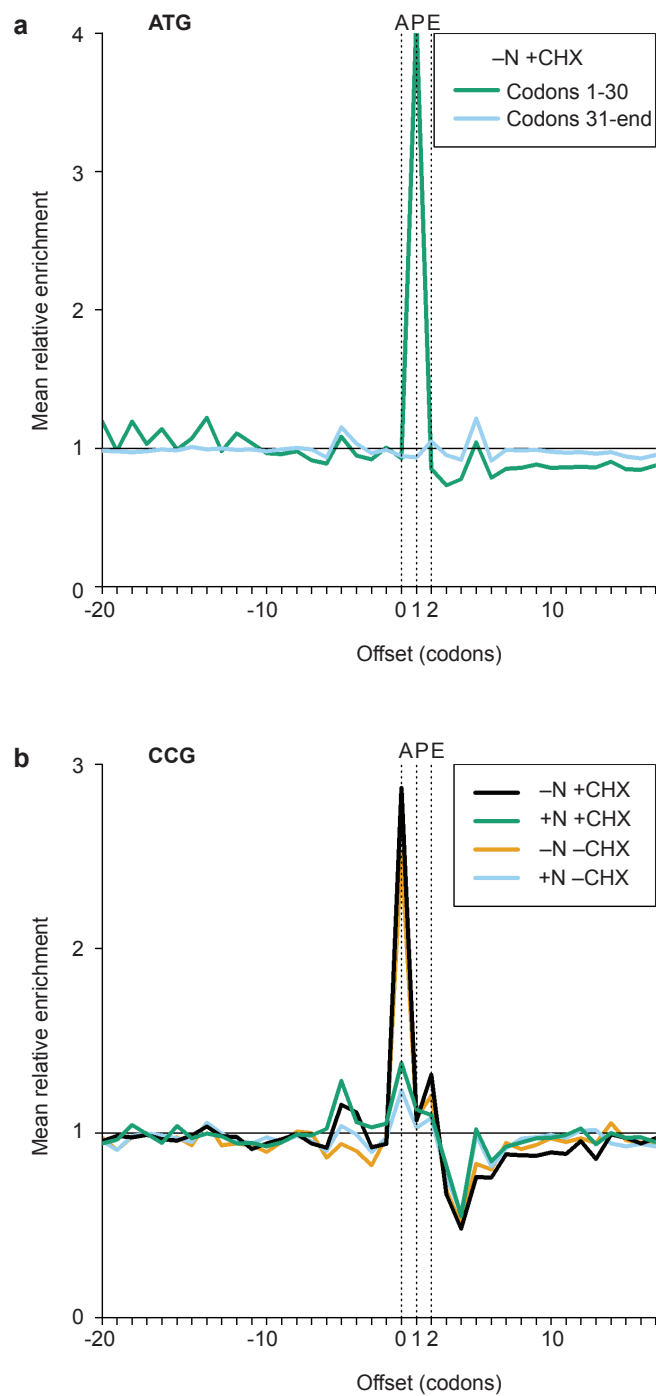 a
ATG
APE
–N +CHX
Codons 1-30
Codons 31-end
4
3
2
1
0
Mean relative enrichment
-20
-10
0
1
2
10
Offset (codons)
b
CCG
APE
–N +CHX
+N +CHX
–N –CHX
+N –CHX
3
2
1
0
Mean relative enrichment
-20
-10
0
1
2
10
Offset (codons)